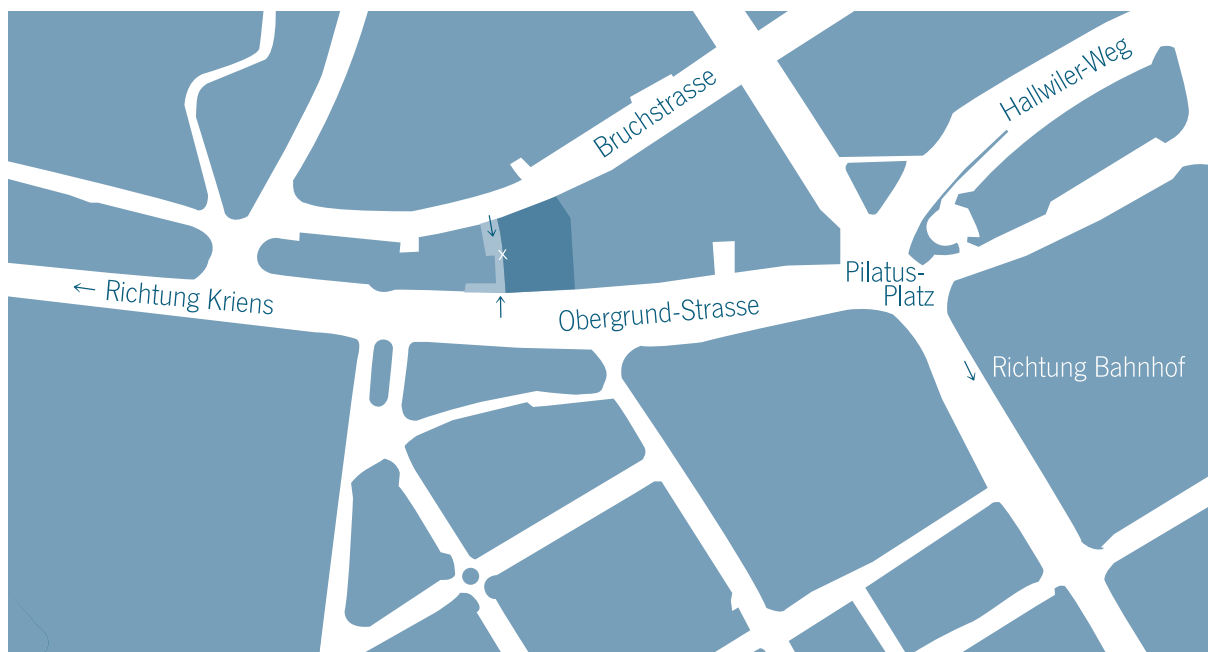 Hallwiler-Weg
Bruchstrasse
x
Pilatus-
Platz
← Richtung Kriens
Obergrund-Strasse
Richtung Bahnhof